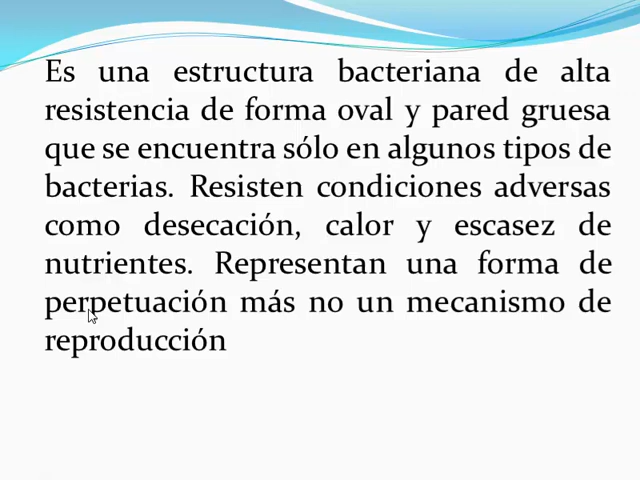 Es una estructura bacteriana de alta
resistencia de forma oval y pared gruesa
que se encuentra sólo en algunos tipos de
bacterias. Resisten condiciones adversas
como desecación, calor y escasez de
nutrientes. Representan una forma de
perpetuación más no un mecanismo de
reproducción